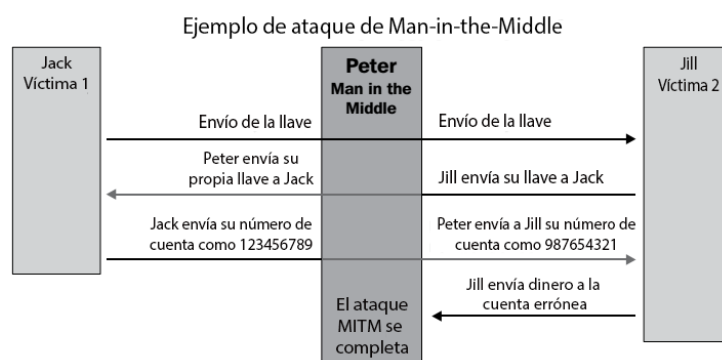 Ejemplo de ataque de Man-in-the-Middle
Jack
Víctima 1
Peter
Man in the
Middle
Jill
Víctima 2
Envío de la llave
Envío de la llave
Peter envía su
propia llave a Jack
Jill envía su llave a Jack
Jack envía su número de
cuenta como 123456789
Peter envía a Jill su número de
cuenta como 987654321
Jill envía dinero a la
cuenta errónea
El ataque
MITM se
completa